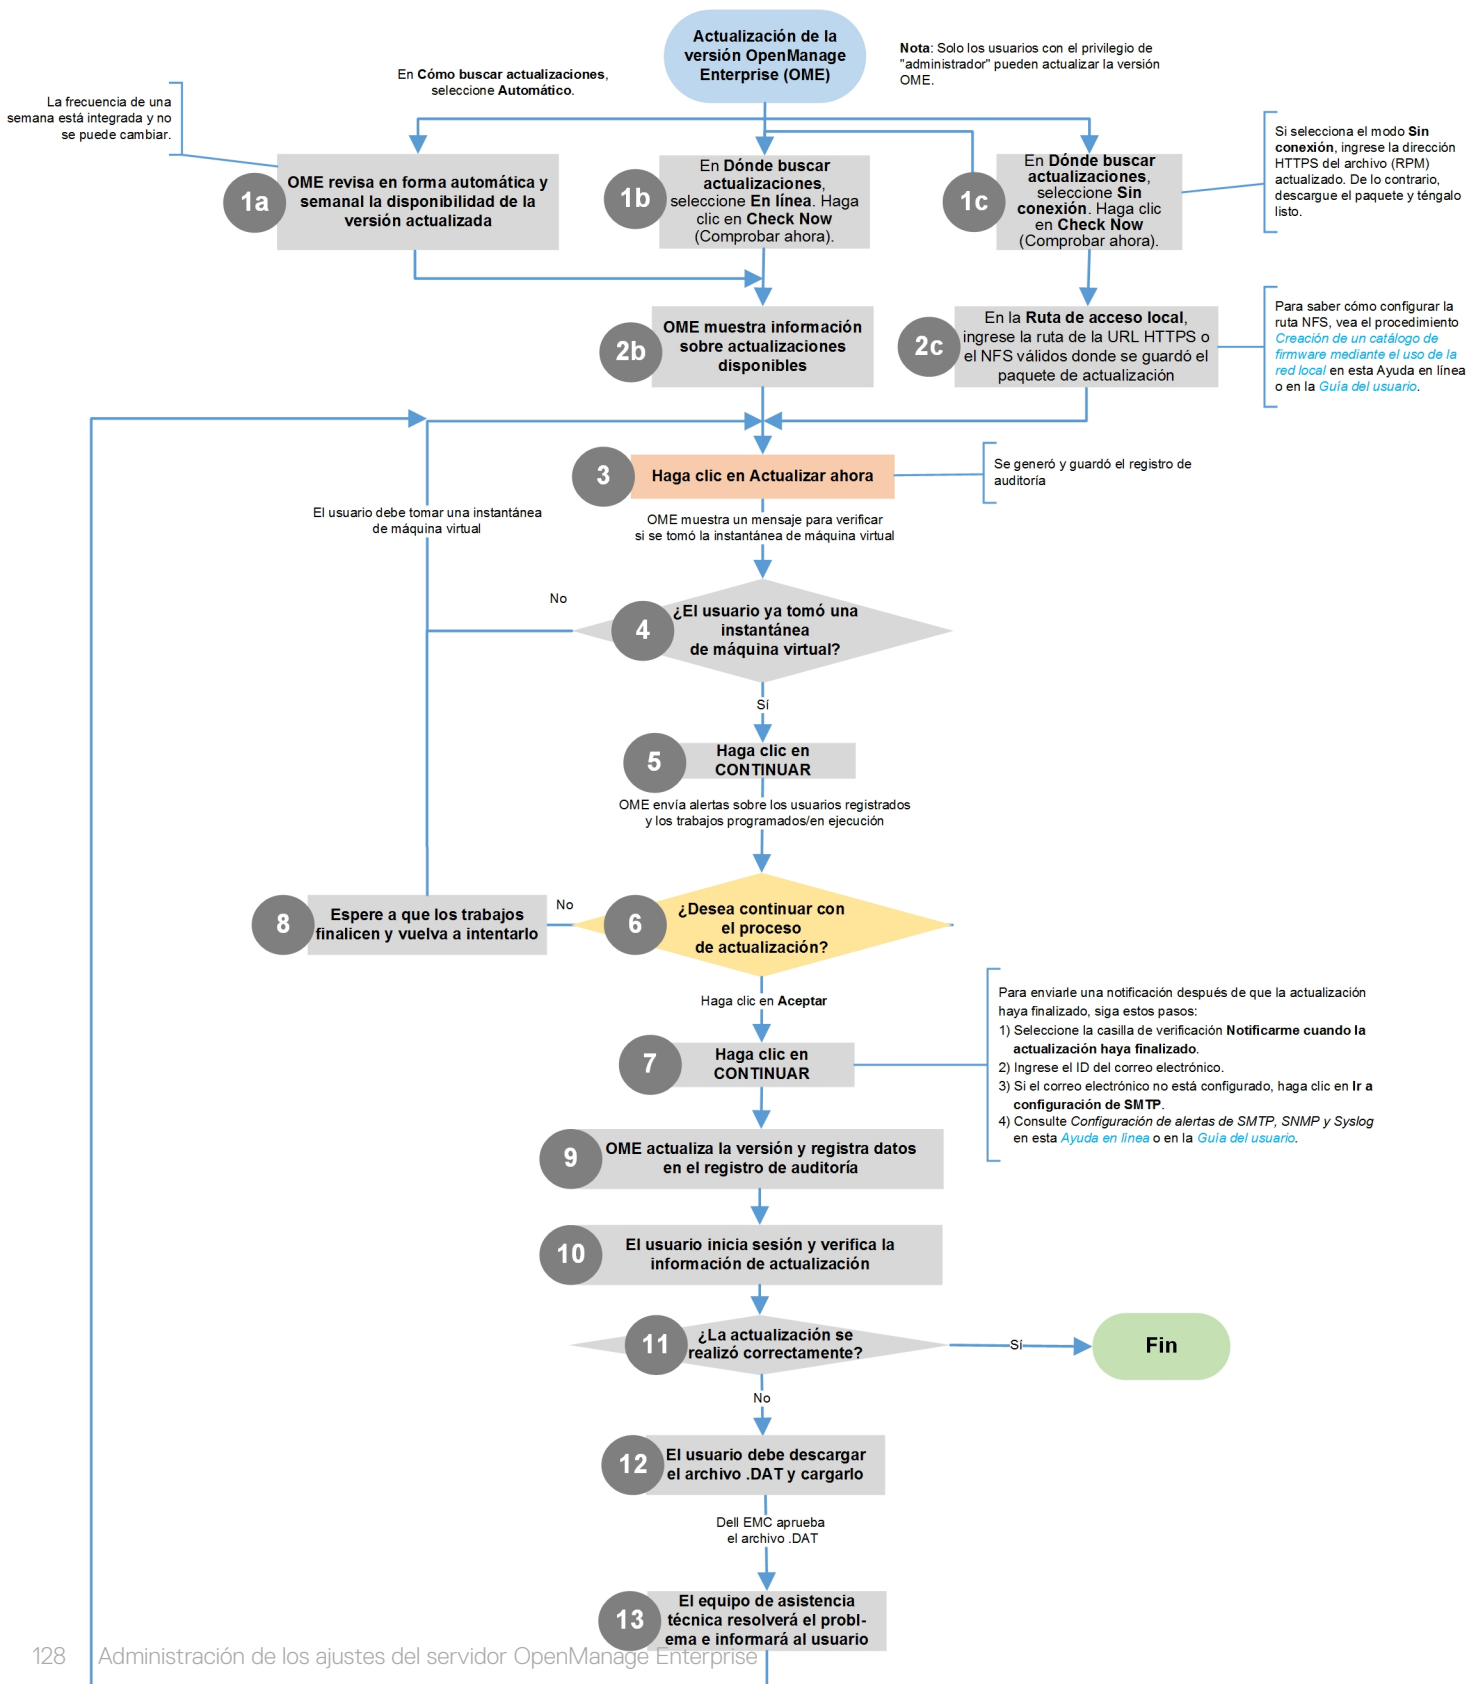 Actualización de la
versión OpenManage
Enterprise (OME)
Nota: Solo los usuarios con el privilegio de
"administrador" pueden actualizar la versión
OME.
En Cómo buscar actualizaciones,
seleccione Automático.
La frecuencia de una
semana está integrada y no
se puede cambiar.
1a
OME revisa en forma automática y
semanal la disponibilidad de la
versión actualizada
1b
En Dónde buscar
actualizaciones,
seleccione En línea. Haga
clic en Check Now
(Comprobar ahora).
1c
En Dónde buscar
actualizaciones,
seleccione Sin
conexión. Haga clic
en Check Now
(Comprobar ahora).
Si selecciona el modo Sin
conexión, ingrese la dirección
HTTPS del archivo (RPM)
actualizado. De lo contrario,
descargue el paquete y téngalo
listo.
2b
OME muestra información
sobre actualizaciones
disponibles
2c
En la Ruta de acceso local,
ingrese la ruta de la URL HTTPS o
el NFS válidos donde se guardó el
paquete de actualización
Para saber cómo configurar la
ruta NFS, vea el procedimiento
Creación de un catálogo de
firmware mediante el uso de la
red local en esta Ayuda en línea
o en la Guía del usuario.
3
Haga clic en Actualizar ahora
Se generó y guardó el registro de
auditoría
El usuario debe tomar una instantánea
de máquina virtual
OME muestra un mensaje para verificar
si se tomó la instantánea de máquina virtual
No
4
¿El usuario ya tomó una
instantánea
de máquina virtual?
Sí
5
Haga clic en
CONTINUAR
OME envía alertas sobre los usuarios registrados
y los trabajos programados/en ejecución
8
Espere a que los trabajos
finalicen y vuelva a intentarlo
No
6
¿Desea continuar con
el proceso
de actualización?
Haga clic en Aceptar
7
Haga clic en
CONTINUAR
Para enviarle una notificación después de que la actualización
haya finalizado, siga estos pasos:
1) Seleccione la casilla de verificación Notificarme cuando la
actualización haya finalizado.
2) Ingrese el ID del correo electrónico.
3) Si el correo electrónico no está configurado, haga clic en Ir a
configuración de SMTP.
4) Consulte Configuración de alertas de SMTP, SNMP y Syslog
en esta Ayuda en línea o en la Guía del usuario.
9
OME actualiza la versión y registra datos
en el registro de auditoría
10
El usuario inicia sesión y verifica la
información de actualización
11
¿La actualización se
realizó correctamente?
Sí
Fin
No
12
El usuario debe descargar
el archivo .DAT y cargarlo
Dell EMC aprueba
el archivo .DAT
13
El equipo de asistencia
técnica resolverá el probl-
ema e informará al usuario
128 Administración de los ajustes del servidor OpenManage Enterprise